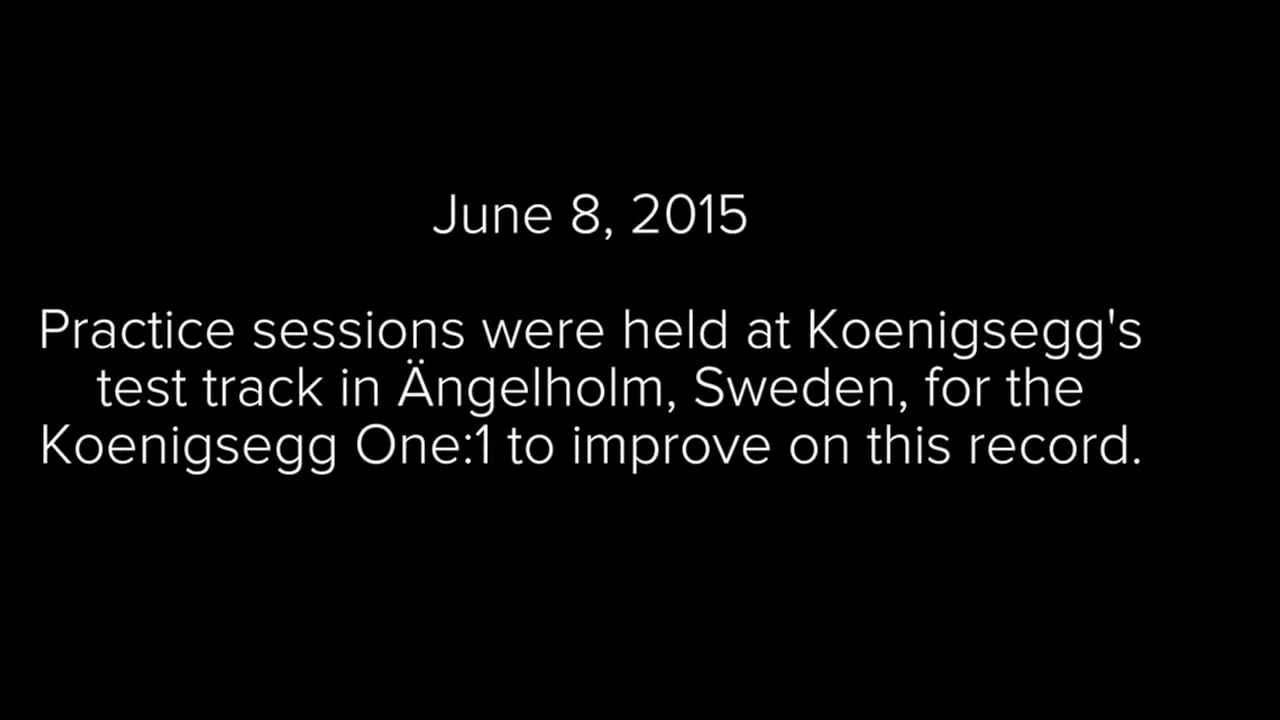 June 8, 2015
Practice sessions were held at Koenigsegg's
test track in Ängelholm, Sweden, for the
Koenigsegg One:1 to improve on this record.